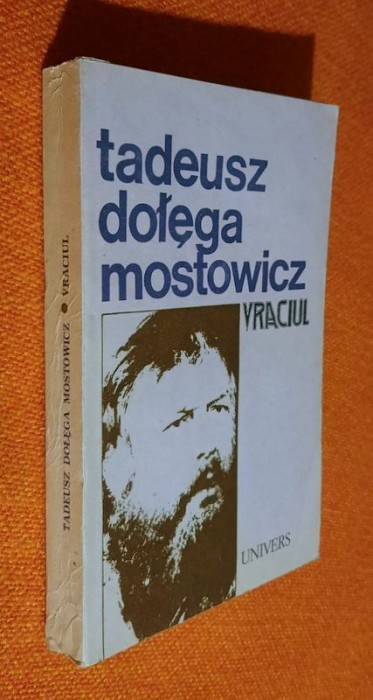 tadeusz
dołęga
mostowicz
VRACIUL
UNIVERS
TADEUSZ DOŁĘGA MOSTOWICZ • VRACIUL